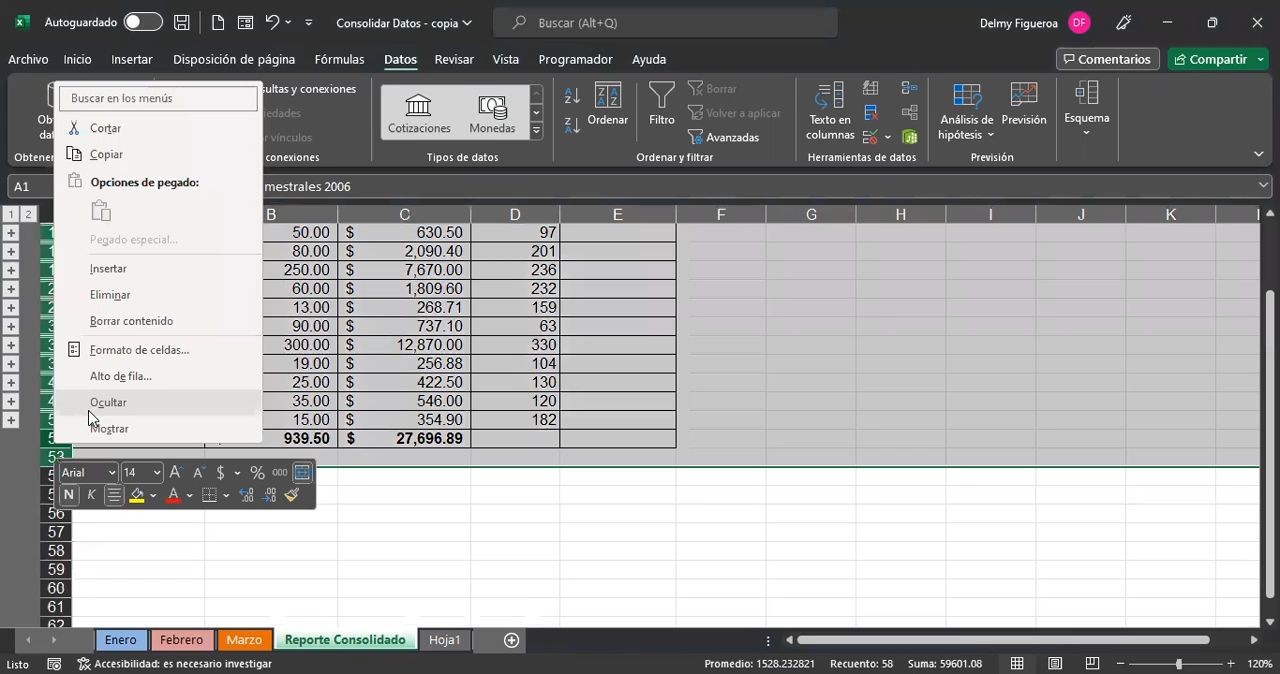 Autoguardado
Consolidar Datos - copia
Buscar (Alt+Q)
Delmy Figueroa
DF
Archivo Inicio Insertar Disposición de página Fórmulas Datos Revisar Vista Programador Ayuda
Comentarios
Compartir
Cotizaciones
Monedas
Ordenar
Filtro
Borrar
Volver a aplicar
Avanzadas
Texto en
columnas
Análisis de
hipótesis
Previsión
Esquema
conexiones
Tipos de datos
Ordenar y filtrar
Herramientas de datos
Previsión
A1
mestrales 2006
Buscar en los menús
Cortar
Copiar
Opciones de pegado:
Pegado especial...
Insertar
Eliminar
Borrar contenido
Formato de celdas...
Alto de fila...
Ocultar
Mostrar
1 2
B C D E F G H I J K
50.00 $ 630.50 97
80.00 $ 2,090.40 201
250.00 $ 7,670.00 236
60.00 $ 1,809.60 232
13.00 $ 268.71 159
90.00 $ 737.10 63
300.00 $ 12,870.00 330
19.00 $ 256.88 104
25.00 $ 422.50 130
35.00 $ 546.00 120
15.00 $ 354.90 182
939.50 $ 27,696.89
53
Arial 14 A A $ % 000
N K A
56
57
58
59
60
61
62
Enero Febrero Marzo Reporte Consolidado Hoja1
Listo
Accesibilidad: es necesario investigar
Promedio: 1528.232821 Recuento: 58 Suma: 59601.08
120%